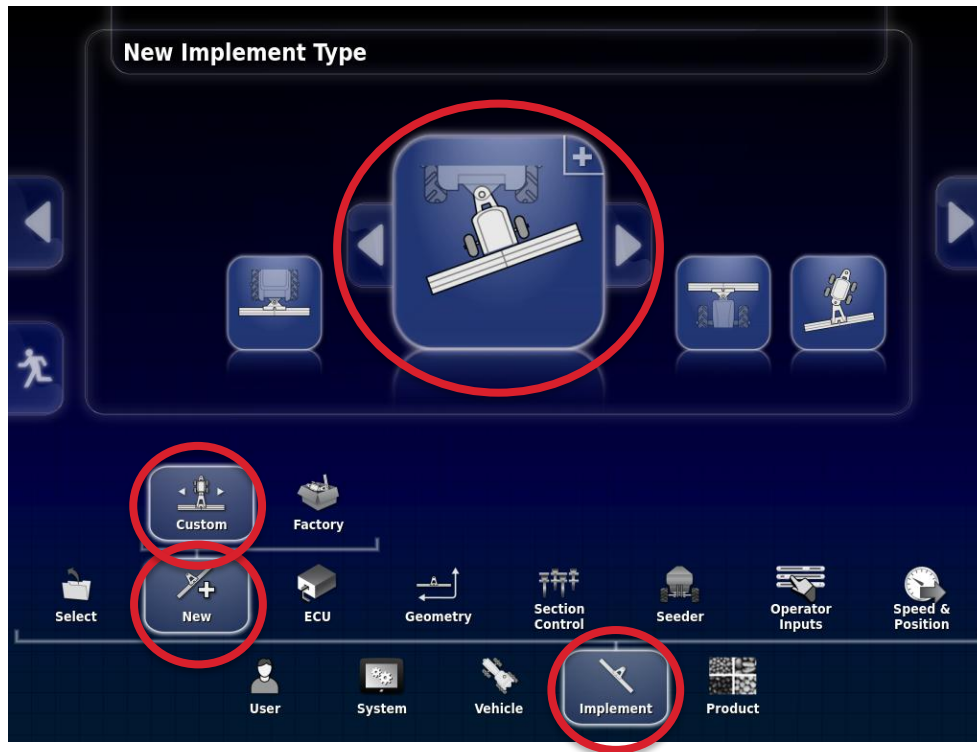 New Implement Type
Custom
Factory
Select
New
ECU
Geometry
Section
Control
Seeder
Operator
Inputs
Speed &
Position
User
System
Vehicle
Implement
Product